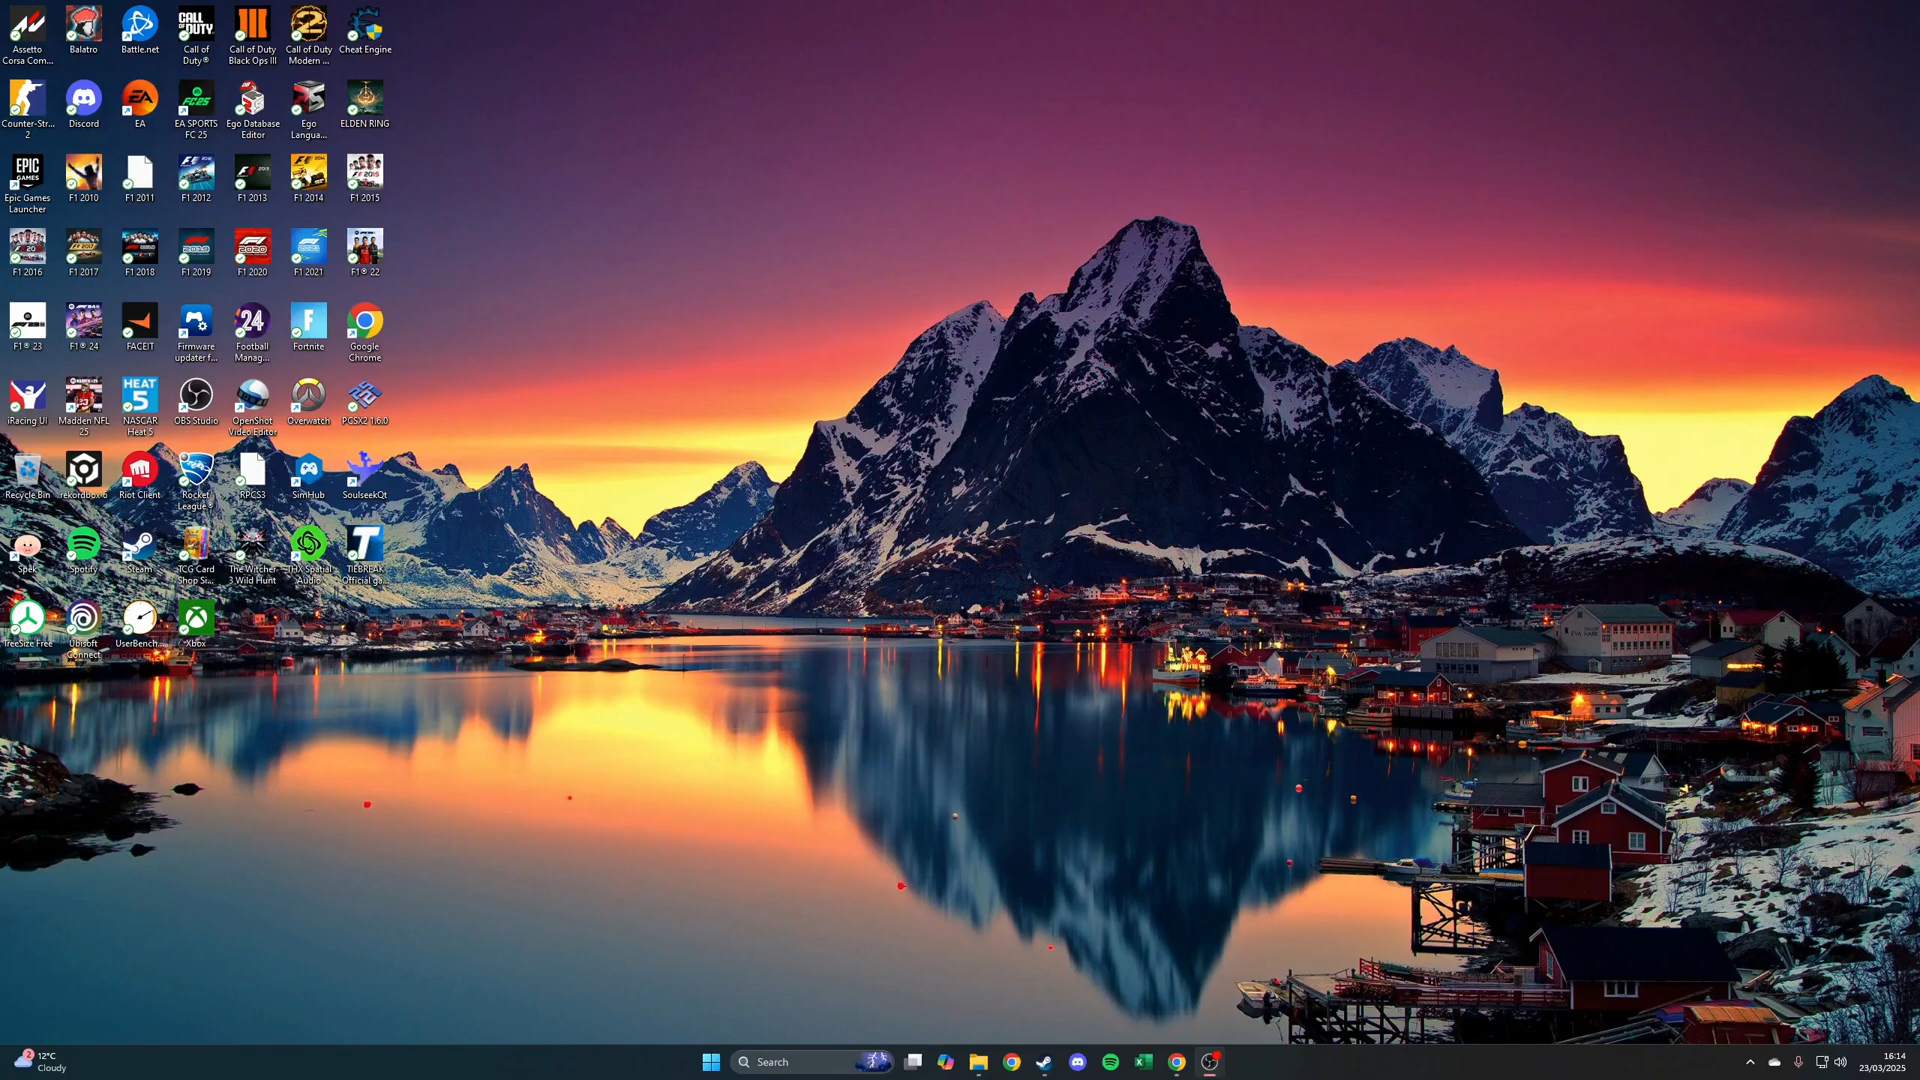 Assetto
Corsa Com...
Balatro
Battle.net
Call of
Duty®
Call of Duty
Black Ops III
Call of Duty
Modern ...
Cheat Engine
Counter-Str...
2
Discord
EA
EA SPORTS
FC 25
Ego Database
Editor
Ego
Langua...
ELDEN RING
Epic Games
Launcher
F1 2010
F1 2011
F1 2012
F1 2013
F1 2014
F1 2015
F1 2016
F1 2017
F1 2018
F1 2019
F1 2020
F1 2021
F1® 22
F1® 23
F1® 24
FACEIT
Firmware
updater f...
Football
Manag...
Fortnite
Google
Chrome
iRacing UI
Madden NFL
25
NASCAR
Heat 5
OBS Studio
OpenShot
Video Editor
Overwatch
PCSX2 1.6.0
Recycle Bin
rekordbox 6
Riot Client
Rocket
League®
RPCS3
SimHub
SoulseekQt
Spek
Spotify
Steam
TCG Card
Shop Si...
The Witcher
3 Wild Hunt
THX Spatial
Audio
TIEBREAK
Official ga...
TreeSize Free
Ubisoft
Connect
UserBench...
Xbox
2
12°C
Cloudy
Search
16:14
23/03/2025